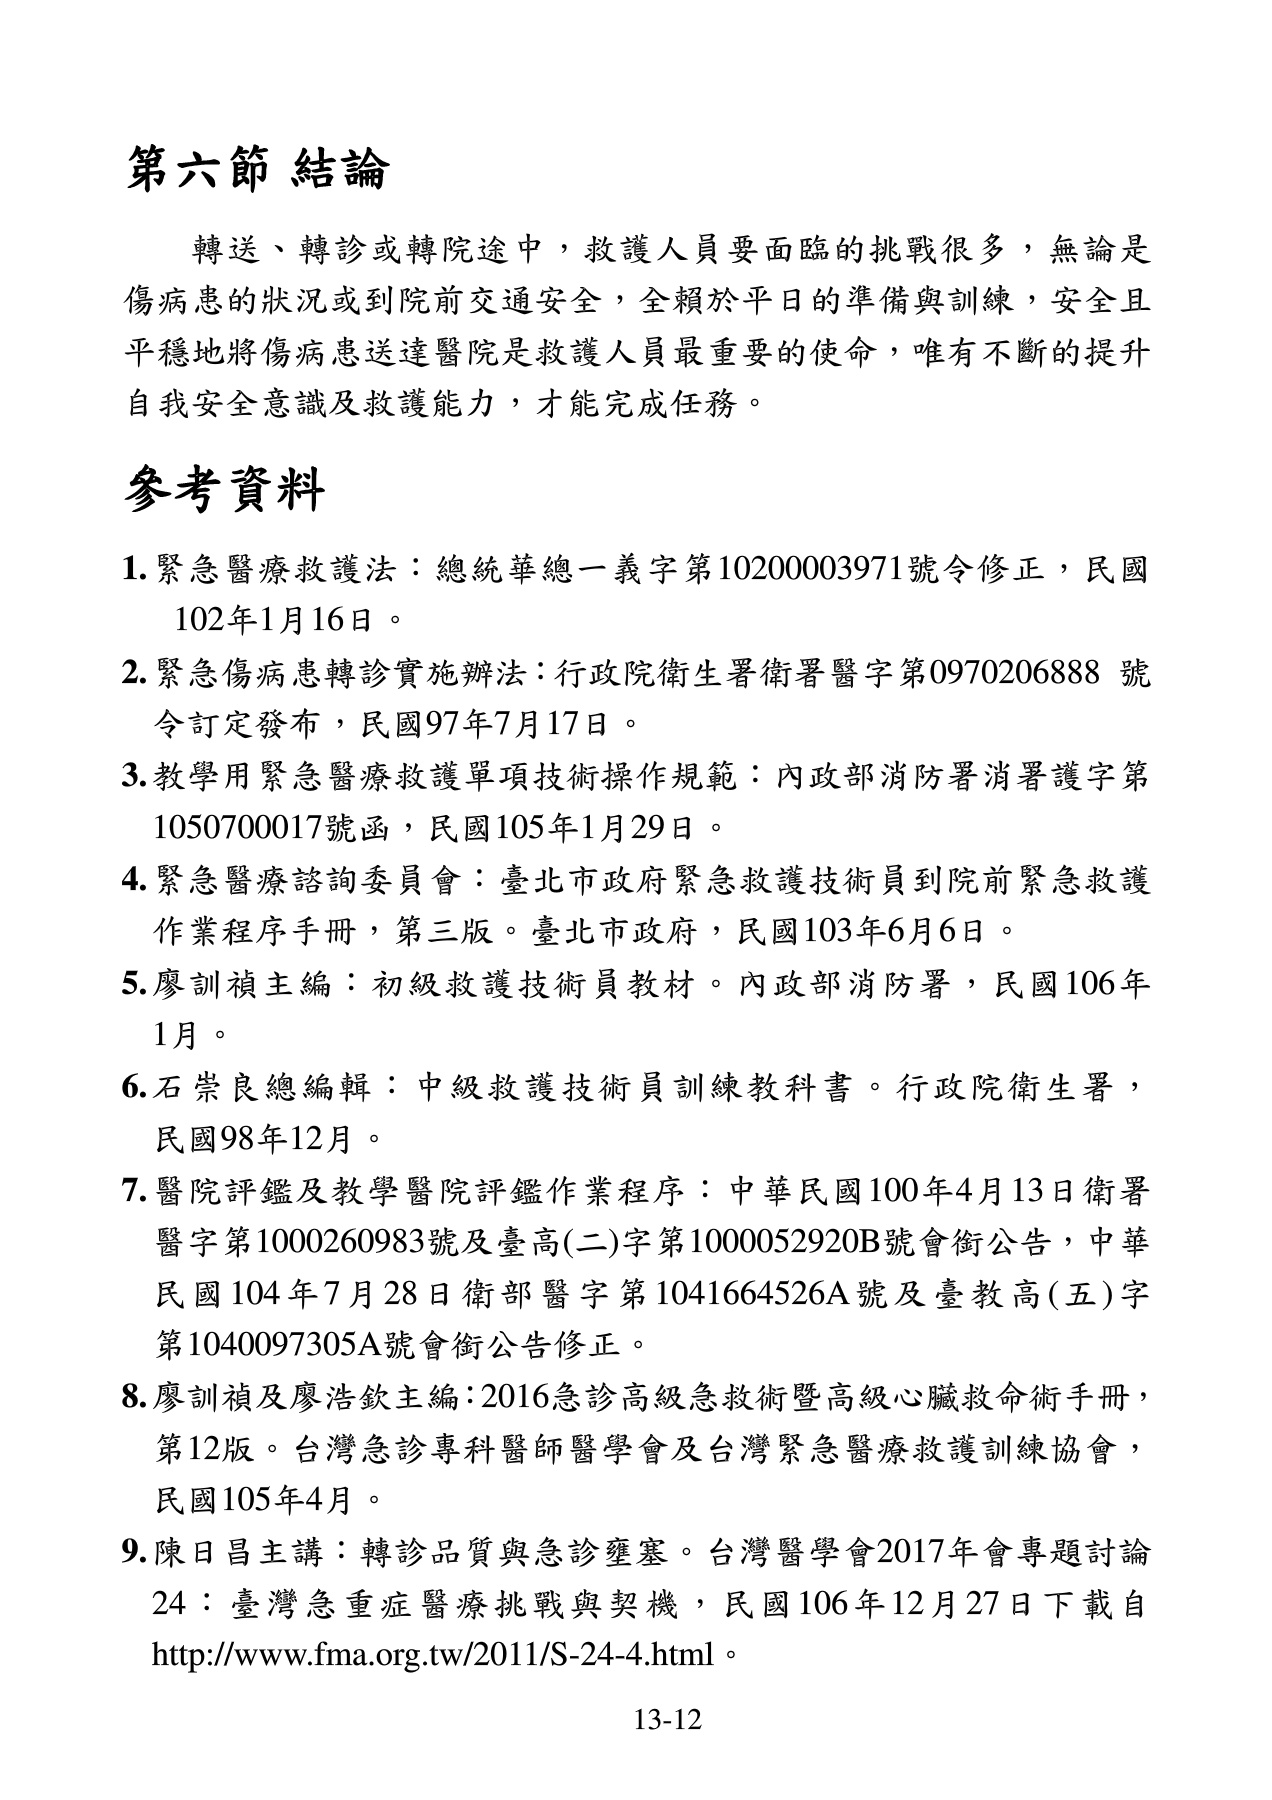 第六節 結論
轉送、轉診或轉院途中，救護人員要面臨的挑戰很多，無論是
傷病患的狀況或到院前交通安全，全賴於平日的準備與訓練，安全且
平穩地將傷病患送達醫院是救護人員最重要的使命，唯有不斷的提升
自我安全意識及救護能力，才能完成任務。
參考資料
1. 緊急醫療救護法：總統華總一義字第10200003971號令修正，民國
102年1月16日。
2. 緊急傷病患轉診實施辦法：行政院衛生署衛署醫字第0970206888 號
令訂定發布，民國97年7月17日。
3. 教學用緊急醫療救護單項技術操作規範：內政部消防署消署護字第
1050700017號函，民國105年1月29日。
4. 緊急醫療諮詢委員會：臺北市政府緊急救護技術員到院前緊急救護
作業程序手冊，第三版。臺北市政府，民國103年6月6日。
5. 廖訓禎主編：初級救護技術員教材。內政部消防署，民國106年
1月。
6. 石崇良總編輯：中級救護技術員訓練教科書。行政院衛生署，
民國98年12月。
7. 醫院評鑑及教學醫院評鑑作業程序：中華民國100年4月13日衛署
醫字第1000260983號及臺高(二)字第1000052920B號會銜公告，中華
民國104年7月28日衛部醫字第1041664526A號及臺教高(五)字
第1040097305A號會銜公告修正。
8. 廖訓禎及廖浩欽主編：2016急診高級急救術暨高級心臟救命術手冊，
第12版。台灣急診專科醫師醫學會及台灣緊急醫療救護訓練協會，
民國105年4月。
9. 陳日昌主講：轉診品質與急診壅塞。台灣醫學會2017年會專題討論
24：臺灣急重症醫療挑戰與契機，民國106年12月27日下載自
http://www.fma.org.tw/2011/S-24-4.html。
13-12